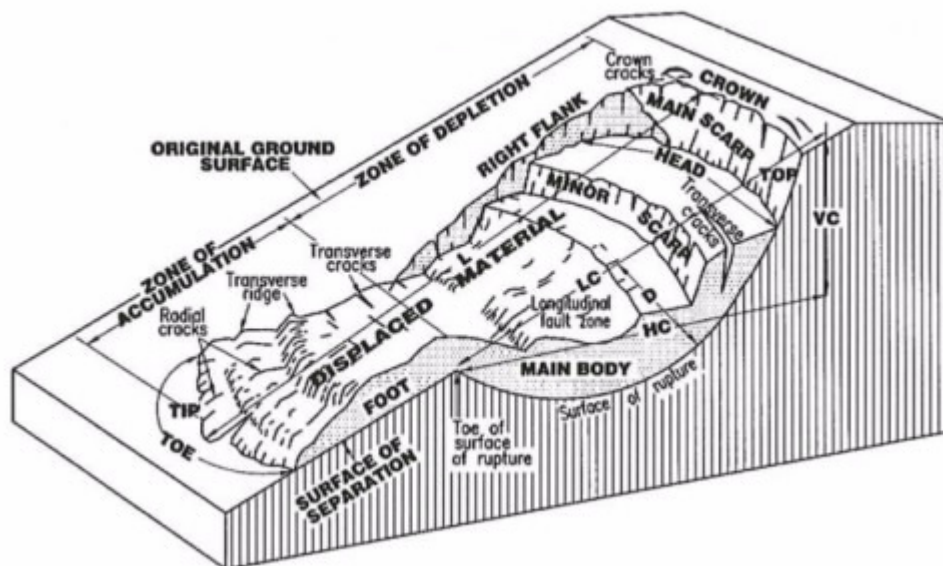 Crown
cracks
CROWN
ZONE OF DEPLETION
MAIN SCARP
RIGHT FLANK
ORIGINAL GROUND
SURFACE
HEAD
TOP
MINOR
SCARP
Transverse
cracks
VC
ZONE OF
ACCUMULATION
Transverse
cracks
Transverse
ridge
Radial
cracks
L
DISPLACED MATERIAL
LC
D
Longitudinal
fault zone
HC
MAIN BODY
FOOT
Surface of rupture
TIP
TOE
Toe of
surface
of rupture
SURFACE OF
SEPARATION